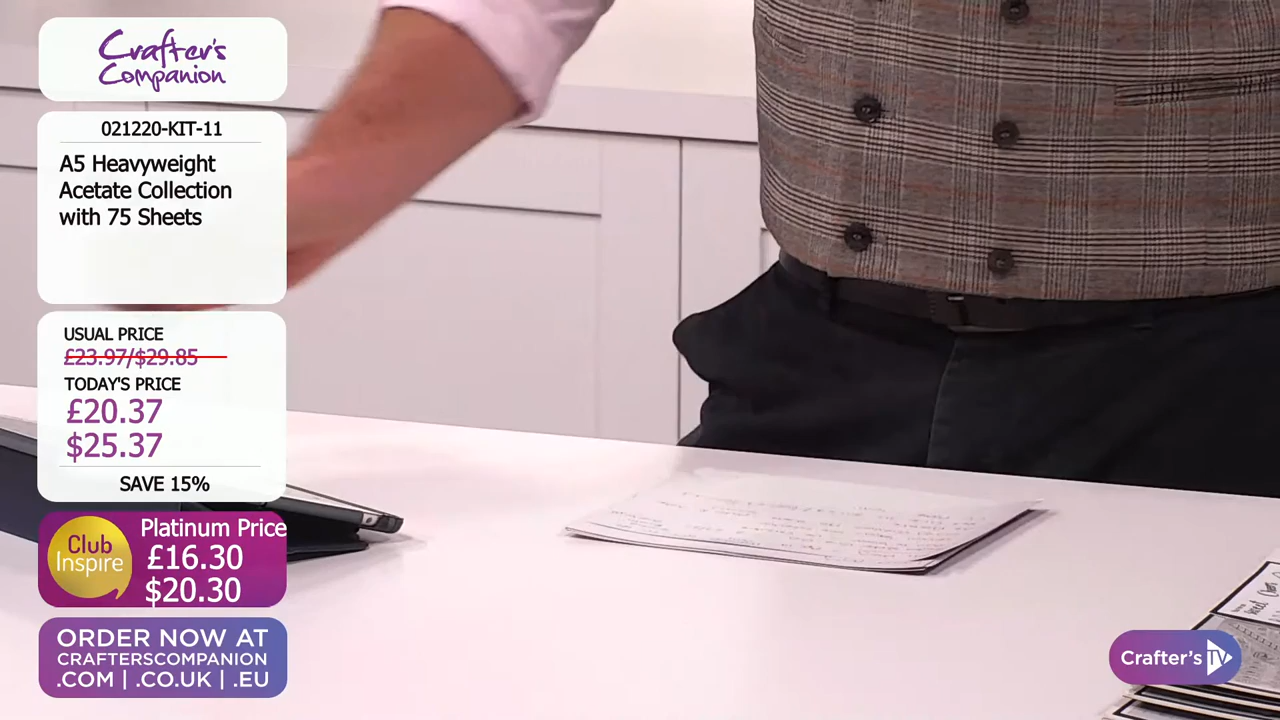 Crafter's
Companion
021220-KIT-11
A5 Heavyweight
Acetate Collection
with 75 Sheets
USUAL PRICE
£23.97/$29.85
TODAY'S PRICE
£20.37
$25.37
SAVE 15%
Club
Inspire
Platinum Price
£16.30
$20.30
ORDER NOW AT
CRAFTERSCOMPANION
.COM | .CO.UK | .EU
Crafter's TV